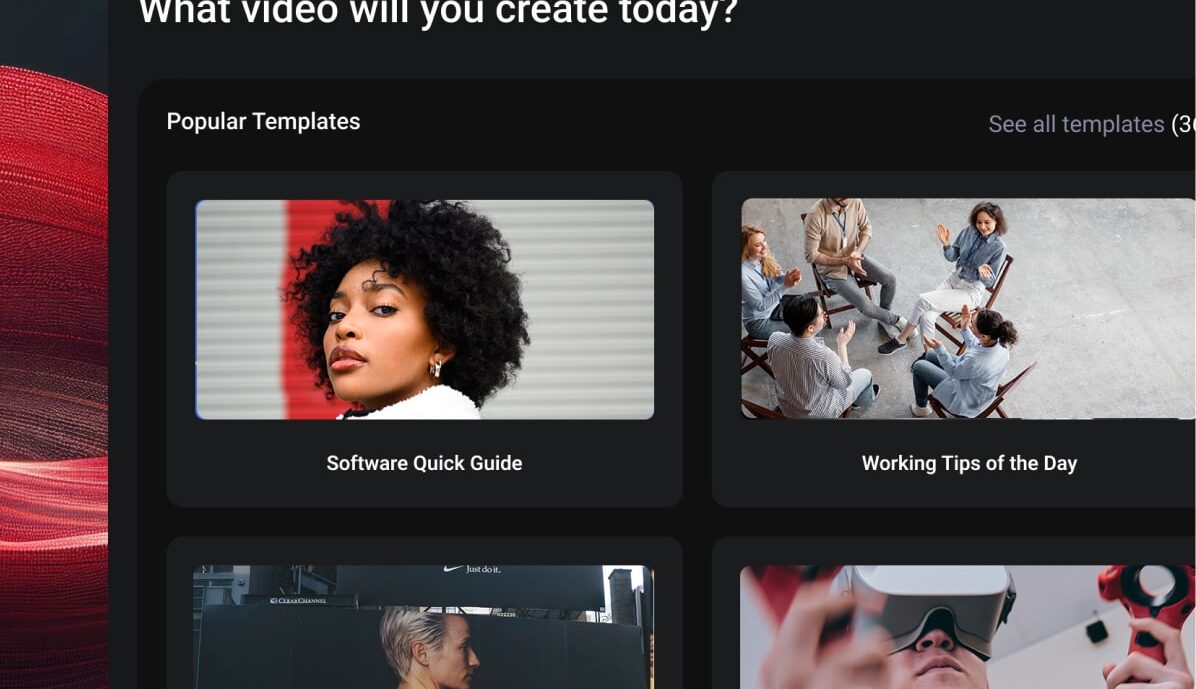 What video will you create today?
Popular Templates
See all templates (3
Software Quick Guide
Working Tips of the Day
Just do it.
CLEARCHANNEL